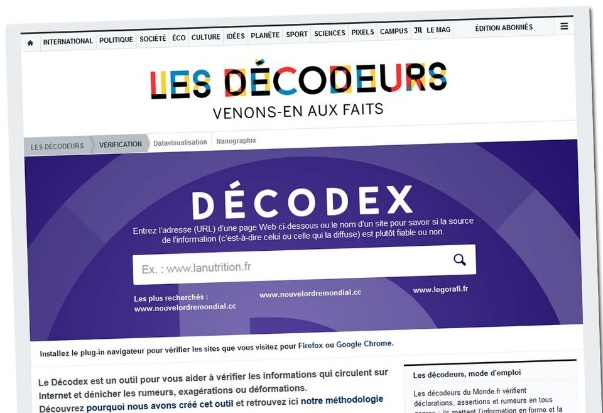 INTERNATIONAL POLITIQUE SOCIÉTÉ ÉCO CULTURE IDÉES PLANÈTE SPORT SCIENCES PIXELS CAMPUS JR LE MAG ÉDITION ABONNÉS
LES DÉCODEURS
VENONS-EN AUX FAITS
LES DÉCODEURS VÉRIFICATION Datavisualisation Nanographix
DÉCODEX
Entrez l'adresse (URL) d'une page Web ci-dessous ou le nom d'un site pour savoir si la source
de l'information (c'est-à-dire celui ou celle qui la diffuse) est plutôt fiable ou non.
Ex. : www.lanutrition.fr
Les plus recherchés : www.nouvelordremondial.cc www.legorafi.fr
www.nouvelordremondial.cc
Installez le plug-in navigateur pour vérifier les sites que vous visitez pour Firefox ou Google Chrome.
Le Décodex est un outil pour vous aider à vérifier les informations qui circulent sur
Internet et dénicher les rumeurs, exagérations ou déformations.
Découvrez pourquoi nous avons créé cet outil et retrouvez ici notre méthodologie
Les décodeurs, mode d'emploi
Les décodeurs du Monde.fr vérifient
déclarations, assertions et rumeurs en tous
l'information en forme et la